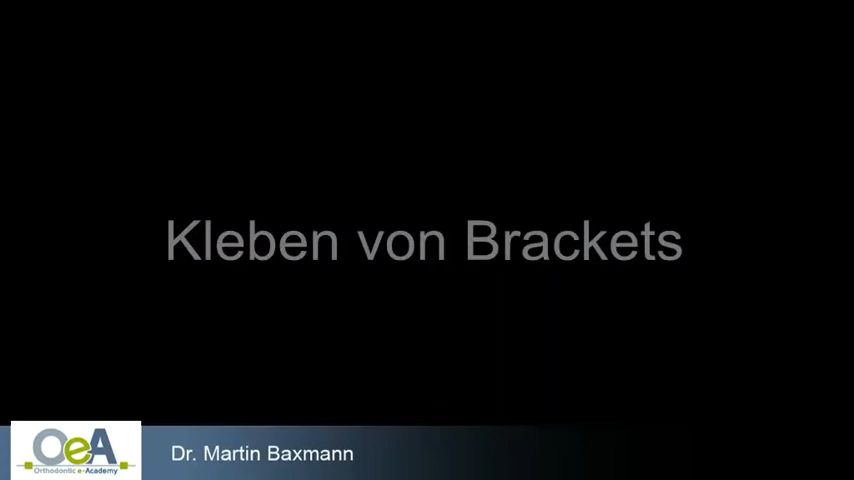 Kleben von Brackets
OeA
Orthodontic e-Academy
Dr. Martin Baxmann